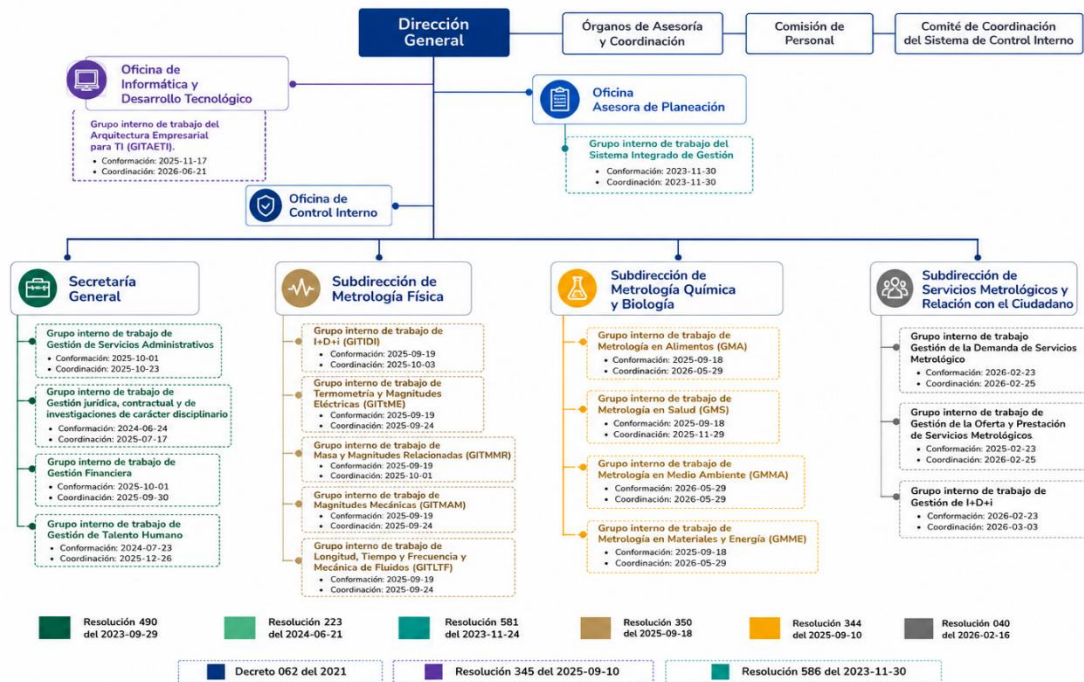 Dirección
General
Órganos de Asesoría
y Coordinación
Comisión de
Personal
Comité de Coordinación
del Sistema de Control Interno
Oficina de
Informática y
Desarrollo Tecnológico
Grupo interno de trabajo del
Arquitectura Empresarial
para TI (GITAETI).
• Conformación: 2025-11-17
• Coordinación: 2026-06-21
Oficina
Asesora de Planeación
Grupo interno de trabajo del
Sistema Integrado de Gestión
• Conformación: 2023-11-30
• Coordinación: 2023-11-30
Oficina de
Control Interno
Secretaría
General
Grupo interno de trabajo de
Gestión de Servicios Administrativos
• Conformación: 2025-10-01
• Coordinación: 2025-10-23
Grupo interno de trabajo de
Gestión jurídica, contractual y de
investigaciones de carácter disciplinario
• Conformación: 2024-06-24
• Coordinación: 2025-07-17
Grupo interno de trabajo de
Gestión Financiera
• Conformación: 2025-10-01
• Coordinación: 2025-09-30
Grupo interno de trabajo de
Gestión de Talento Humano
• Conformación: 2024-07-23
• Coordinación: 2025-12-26
Subdirección de
Metrología Física
Grupo interno de trabajo de
I+D+i (GITIDI)
• Conformación: 2025-09-19
• Coordinación: 2025-10-03
Grupo interno de trabajo de
Termometría y Magnitudes
Eléctricas (GITtME)
• Conformación: 2025-09-19
• Coordinación: 2025-09-24
Grupo interno de trabajo de
Masa y Magnitudes Relacionadas (GITMMR)
• Conformación: 2025-09-19
• Coordinación: 2025-10-01
Grupo interno de trabajo de
Magnitudes Mecánicas (GITMAM)
• Conformación: 2025-09-19
• Coordinación: 2025-09-24
Grupo interno de trabajo de
Longitud, Tiempo y Frecuencia y
Mecánica de Fluidos (GITLTF)
• Conformación: 2025-09-19
• Coordinación: 2025-09-24
Subdirección de
Metrología Química
y Biología
Grupo interno de trabajo de
Metrología en Alimentos (GMA)
• Conformación: 2025-09-18
• Coordinación: 2026-05-29
Grupo interno de trabajo de
Metrología en Salud (GMS)
• Conformación: 2025-09-18
• Coordinación: 2025-11-29
Grupo interno de trabajo de
Metrología en Medio Ambiente (GMMA)
• Conformación: 2026-05-29
• Coordinación: 2026-05-29
Grupo interno de trabajo de
Metrología en Materiales y Energía (GMME)
• Conformación: 2025-09-18
• Coordinación: 2026-05-29
Subdirección de
Servicios Metrológicos y
Relación con el Ciudadano
Grupo interno de trabajo
Gestión de la Demanda de Servicios
Metrológico
• Conformación: 2026-02-23
• Coordinación: 2026-02-25
Grupo interno de trabajo de
Gestión de la Oferta y Prestación
de Servicios Metrológicos
• Conformación: 2025-02-23
• Coordinación: 2026-02-25
Grupo interno de trabajo de
Gestión de I+D+i
• Conformación: 2026-02-23
• Coordinación: 2026-03-03
Resolución 490
del 2023-09-29
Resolución 223
del 2024-06-21
Resolución 581
del 2023-11-24
Resolución 350
del 2025-09-18
Resolución 344
del 2025-09-10
Resolución 040
del 2026-02-16
Decreto 062 del 2021
Resolución 345 del 2025-09-10
Resolución 586 del 2023-11-30